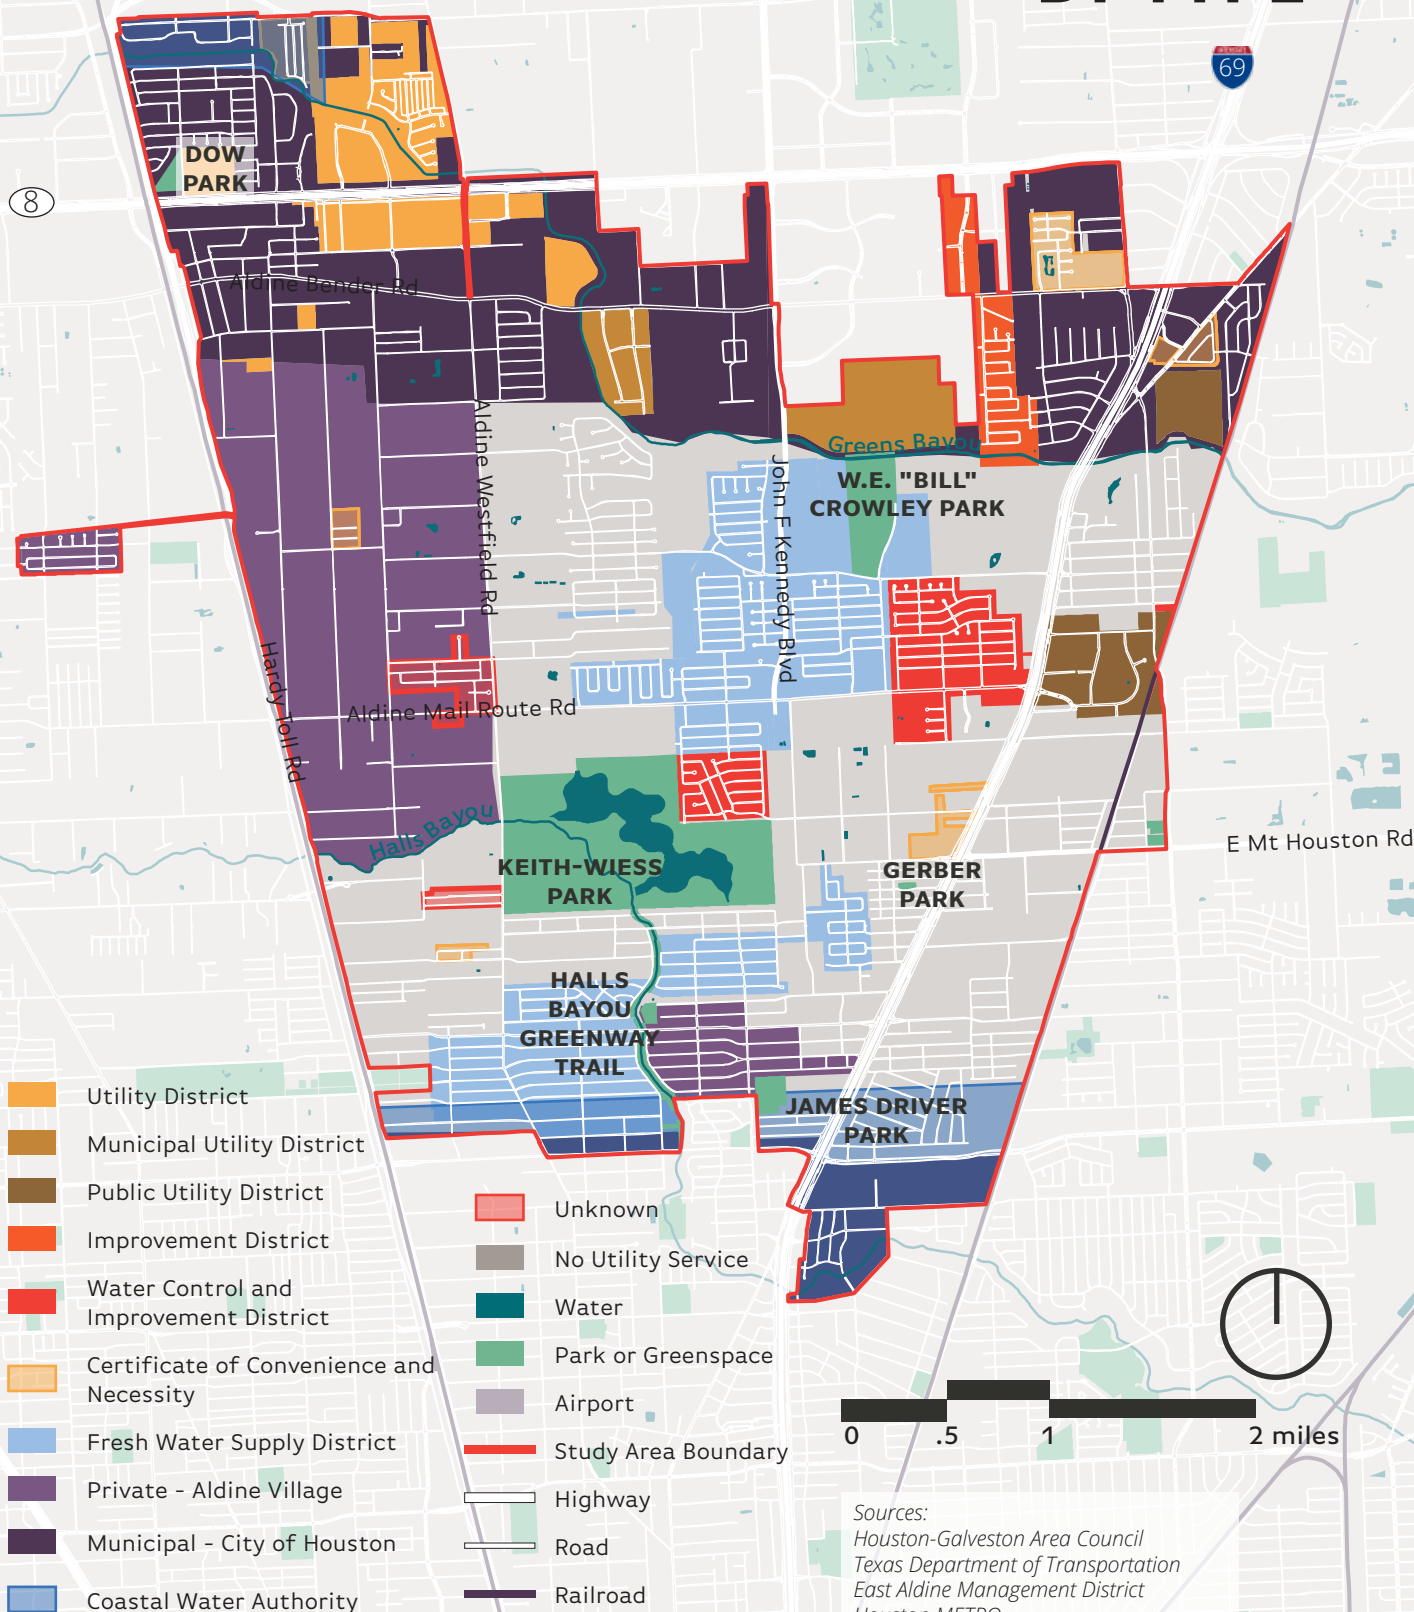 69
DOW
PARK
8
Aldine Bender Rd
Aldine Westfield Rd
John F Kennedy Blvd
Greens Bayou
W.E. "BILL"
CROWLEY PARK
Hardy Toll Rd
Aldine Mail Route Rd
Halls Bayou
KEITH-WIESS
PARK
GERBER
PARK
E Mt Houston Rd
HALLS
BAYOU
GREENWAY
TRAIL
JAMES DRIVER
PARK
Utility District
Municipal Utility District
Public Utility District
Improvement District
Water Control and
Improvement District
Certificate of Convenience and
Necessity
Fresh Water Supply District
Private - Aldine Village
Municipal - City of Houston
Coastal Water Authority
Unknown
No Utility Service
Water
Park or Greenspace
Airport
Study Area Boundary
Highway
Road
Railroad
0 .5 1 2 miles
Sources:
Houston-Galveston Area Council
Texas Department of Transportation
East Aldine Management District
Houston METRO